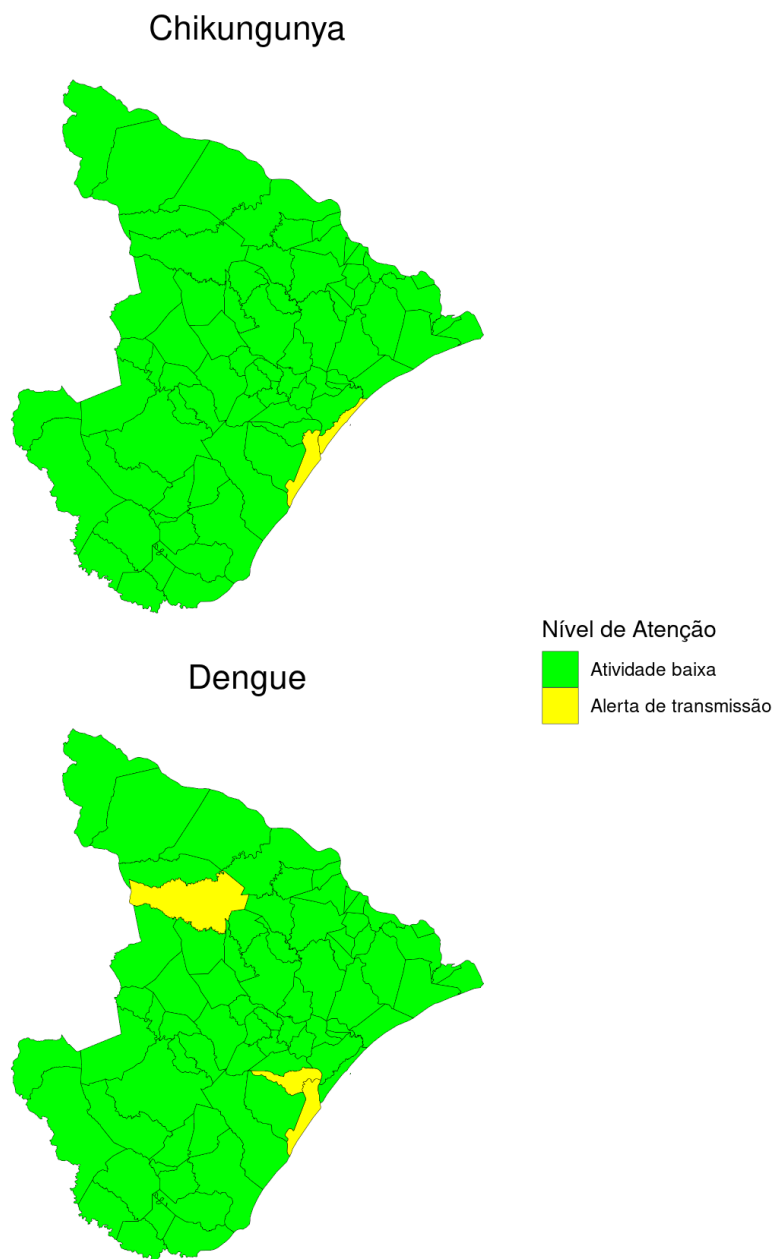 Chikungunya
Nível de Atenção
Atividade baixa
Alerta de transmissão
Dengue